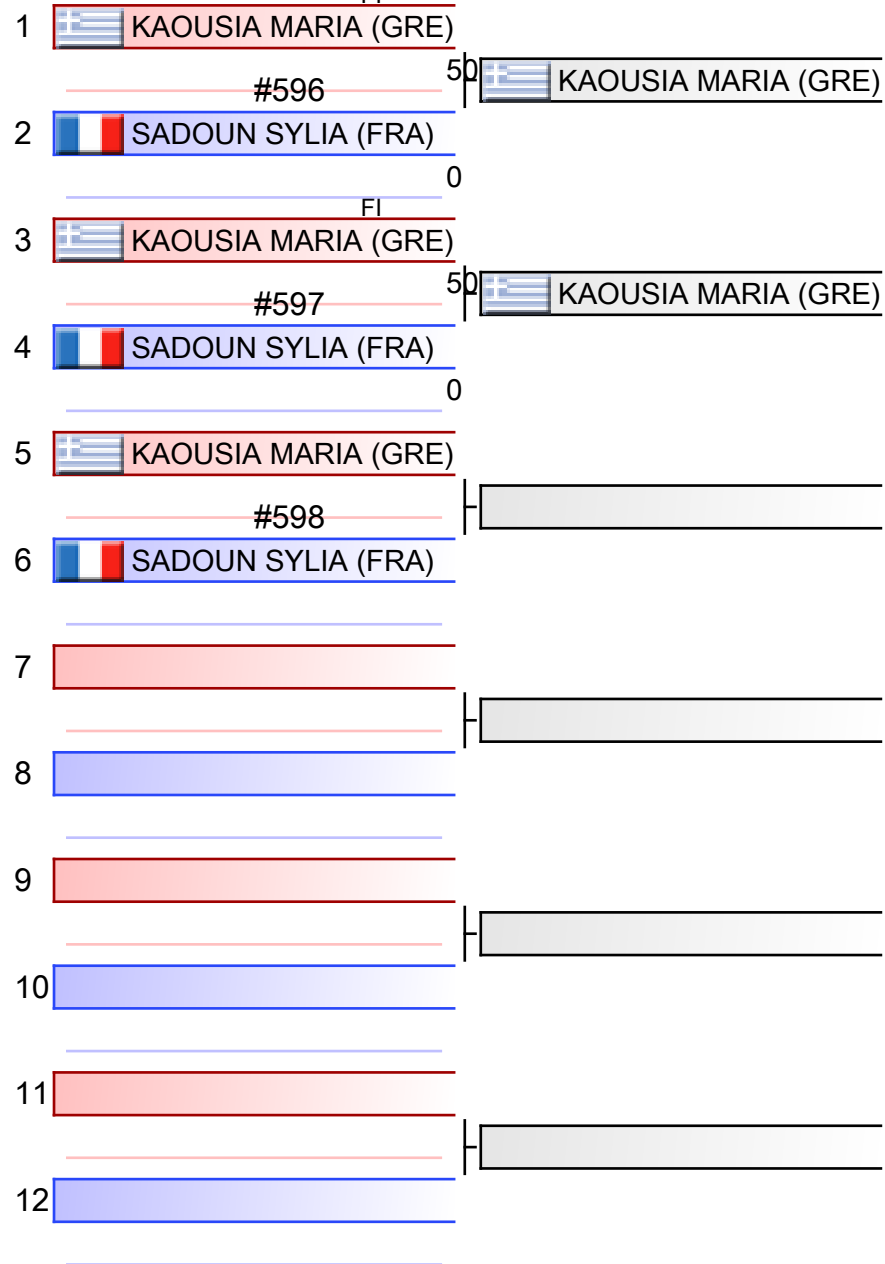 1 KAOUSIA MARIA (GRE)
50 KAOUSIA MARIA (GRE)
#596
2 SADOUN SYLIA (FRA)
0
FI
3 KAOUSIA MARIA (GRE)
50 KAOUSIA MARIA (GRE)
#597
4 SADOUN SYLIA (FRA)
0
5 KAOUSIA MARIA (GRE)
#598
6 SADOUN SYLIA (FRA)
7
8
9
10
11
12